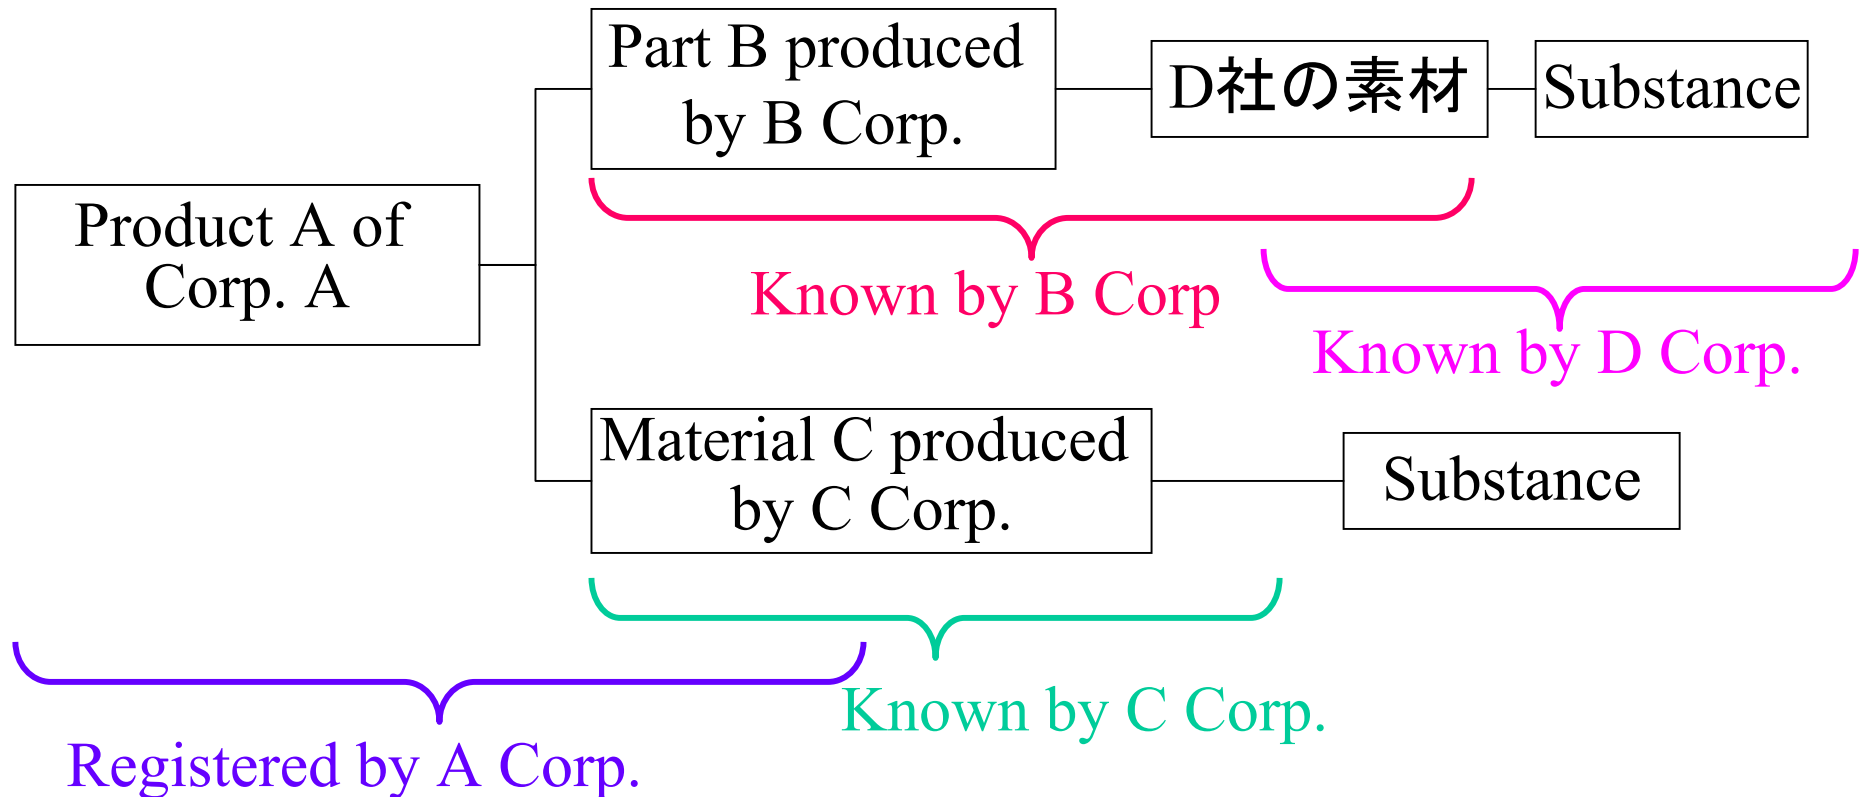 Part B produced
by B Corp.
D社の素材
Substance
Product A of
Corp. A
Known by B Corp
Known by D Corp.
Material C produced
by C Corp.
Substance
Known by C Corp.
Registered by A Corp.